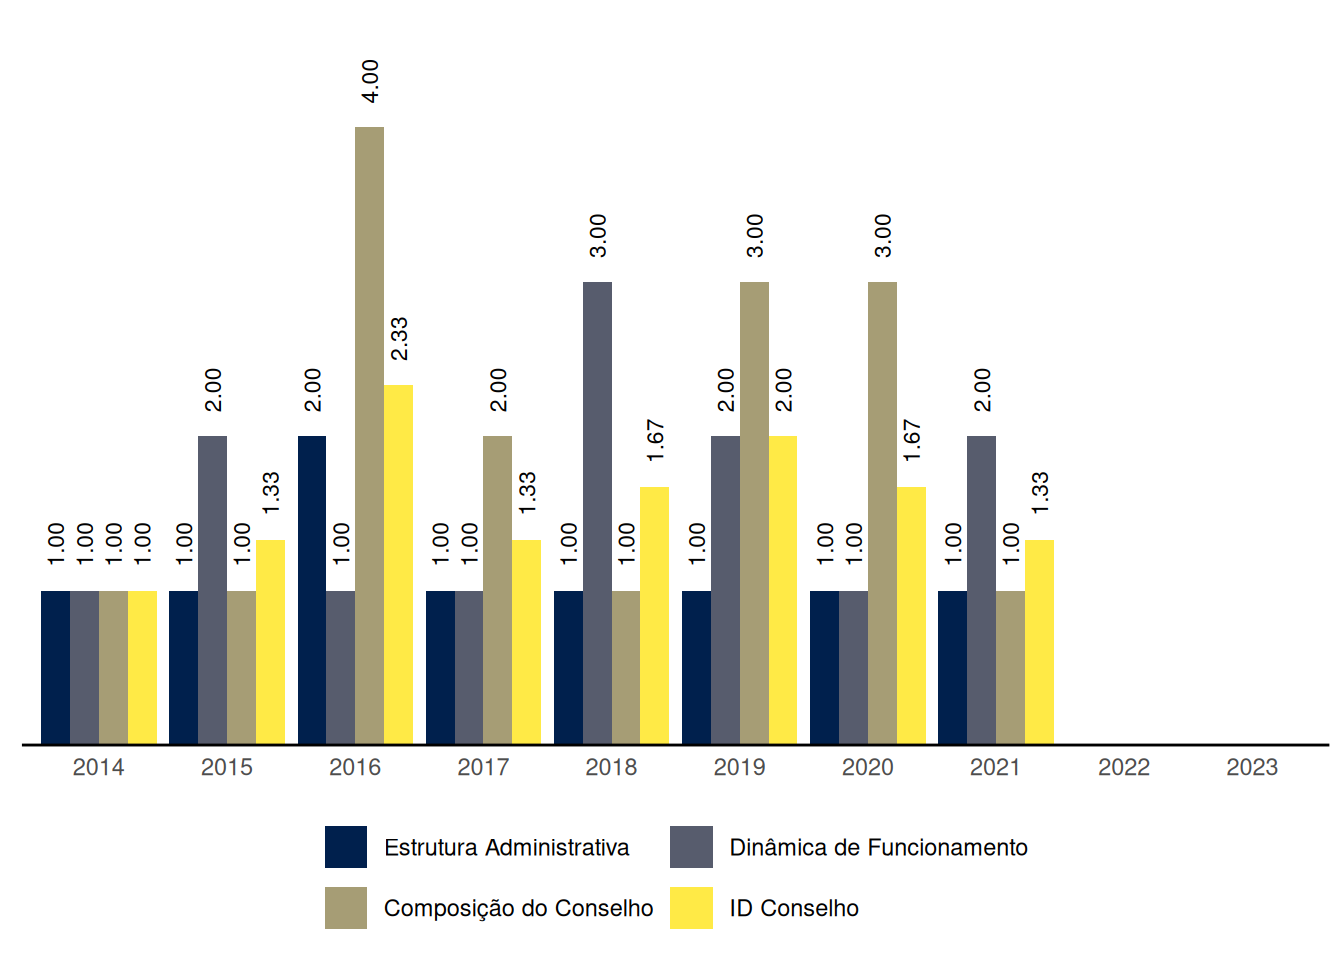 4.00
3.00 3.00 3.00
2.33
2.00 2.00 2.00 2.00 2.00 2.00
1.67 1.67
1.33 1.33 1.33
1.00 1.00 1.00 1.00 1.00 1.00 1.00 1.00 1.00 1.00 1.00 1.00 1.00 1.00 1.00 1.00
2014 2015 2016 2017 2018 2019 2020 2021 2022 2023
Estrutura Administrativa Dinâmica de Funcionamento
Composição do Conselho ID Conselho